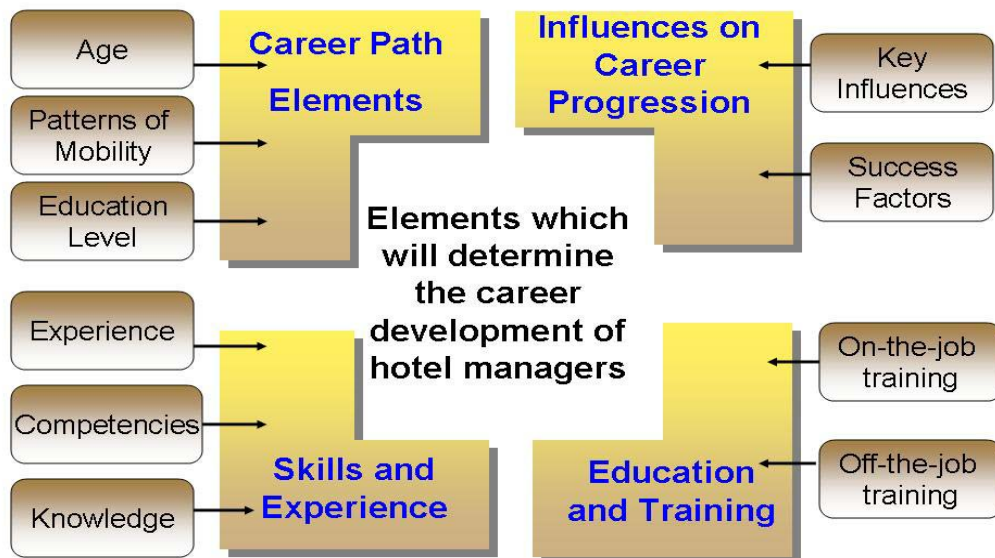 Age
Patterns of
Mobility
Education
Level
Career Path
Elements
Influences on
Career
Progression
Key
Influences
Success
Factors
Elements which
will determine
the career
development of
hotel managers
Experience
Competencies
Knowledge
Skills and
Experience
Education
and Training
On-the-job
training
Off-the-job
training